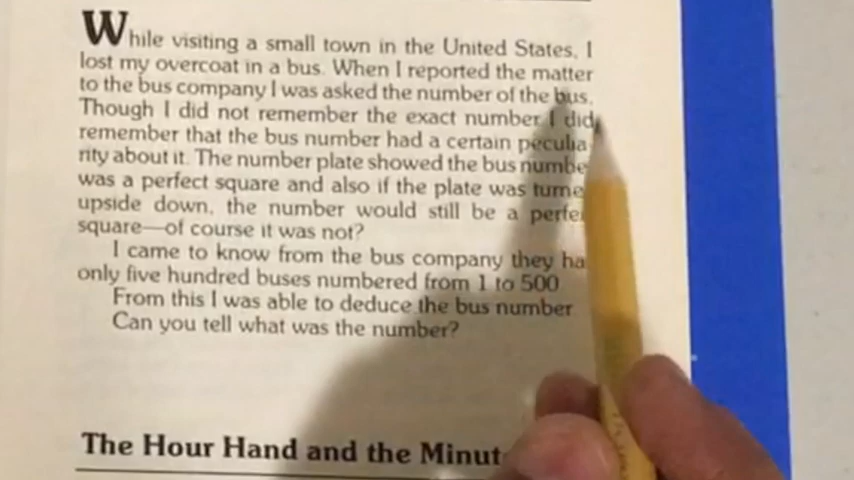 While visiting a small town in the United States, I
lost my overcoat in a bus. When I reported the matter
to the bus company I was asked the number of the bus.
Though I did not remember the exact number I did
remember that the bus number had a certain peculia
rity about it. The number plate showed the bus numbe
was a perfect square and also if the plate was turne
upside down, the number would still be a perfe
square—of course it was not?
I came to know from the bus company they ha
only five hundred buses numbered from 1 to 500
From this I was able to deduce the bus number
Can you tell what was the number?
The Hour Hand and the Minut